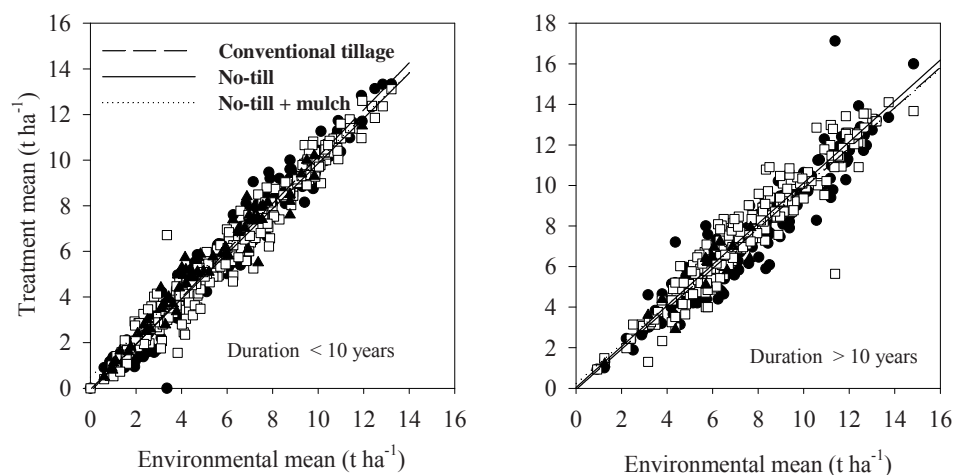 16
14
12
10
8
6
4
2
0
Treatment mean (t ha⁻¹)
Conventional tillage
No-till
No-till + mulch
Duration < 10 years
0 2 4 6 8 10 12 14 16
Environmental mean (t ha⁻¹)
18
16
14
12
10
8
6
4
2
0
Duration > 10 years
0 2 4 6 8 10 12 14 16
Environmental mean (t ha⁻¹)